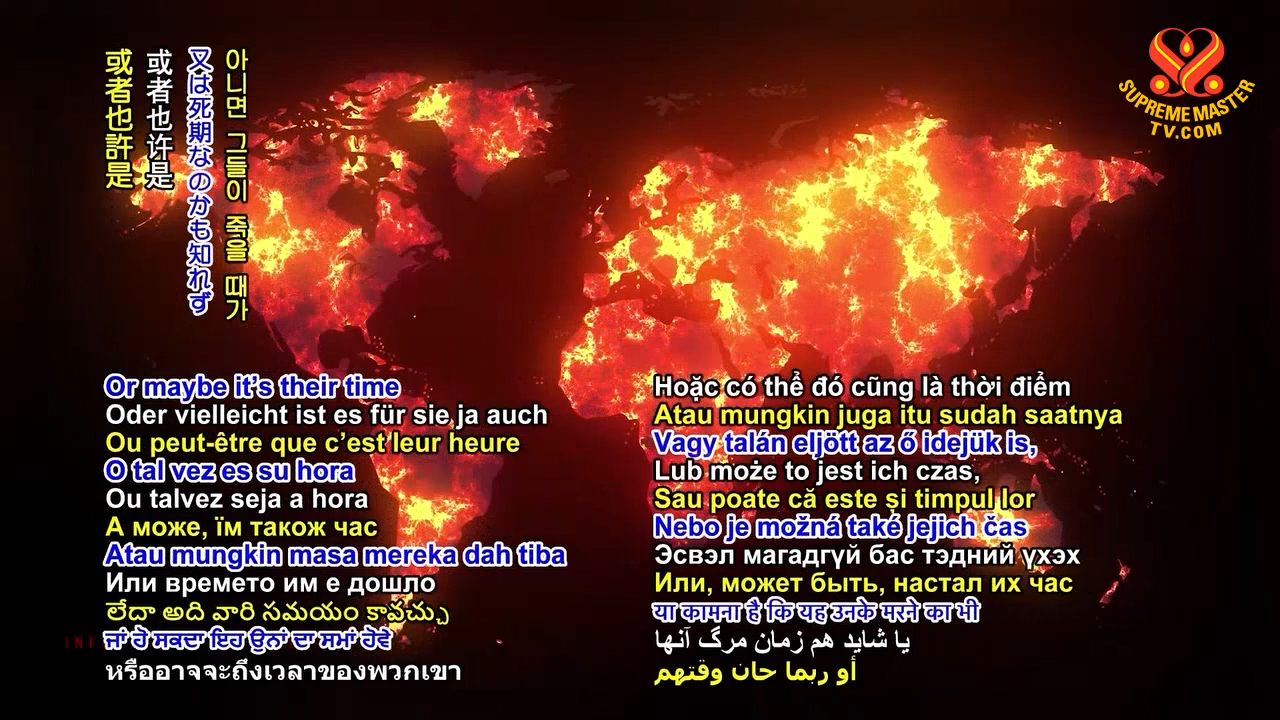 或者也許是
或者也许是
又は死期なのかも知れず
아니면 그들이 죽을 때가
SUPREME MASTER
TV.COM
Or maybe it's their time
Oder vielleicht ist es für sie ja auch
Ou peut-être que c'est leur heure
O tal vez es su hora
Ou talvez seja a hora
А може, їм також час
Atau mungkin masa mereka dah tiba
Или времето им е дошло
లేదా అది వారి సమయం కావచ్చు
ਜਾਂ ਹੋ ਸਕਦਾ ਇਹ ਉਨਾਂ ਦਾ ਸਮਾਂ ਹੋਵੇ
หรืออาจจะถึงเวลาของพวกเขา
Hoặc có thể đó cũng là thời điểm
Atau mungkin juga itu sudah saatnya
Vagy talán eljött az ő idejük is,
Lub może to jest ich czas,
Sau poate că este și timpul lor
Nebo je možná také jejich čas
Эсвэл магадгүй бас тэдний үхэх
Или, может быть, настал их час
या कामना है कि यह उनके मरने का भी
یا شاید هم زمان مرگ آنها
أو ربما حان وقتهم